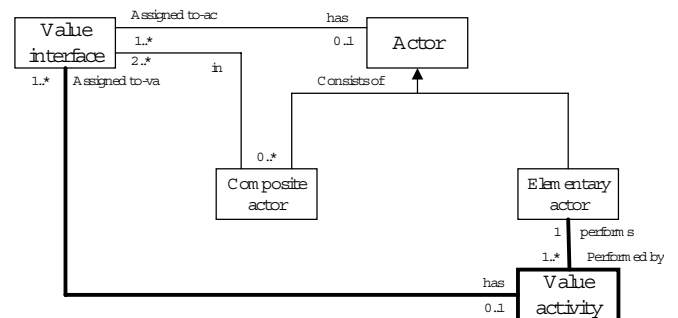 Assigned to-ac
has
Value
interface
1..*
0..1
Actor
2..*
in
1..*
Assigned to-va
Consists of
0..*
Composite
actor
Elementary
actor
1
performs
1..*
Performed by
has
Value
0..1
activity